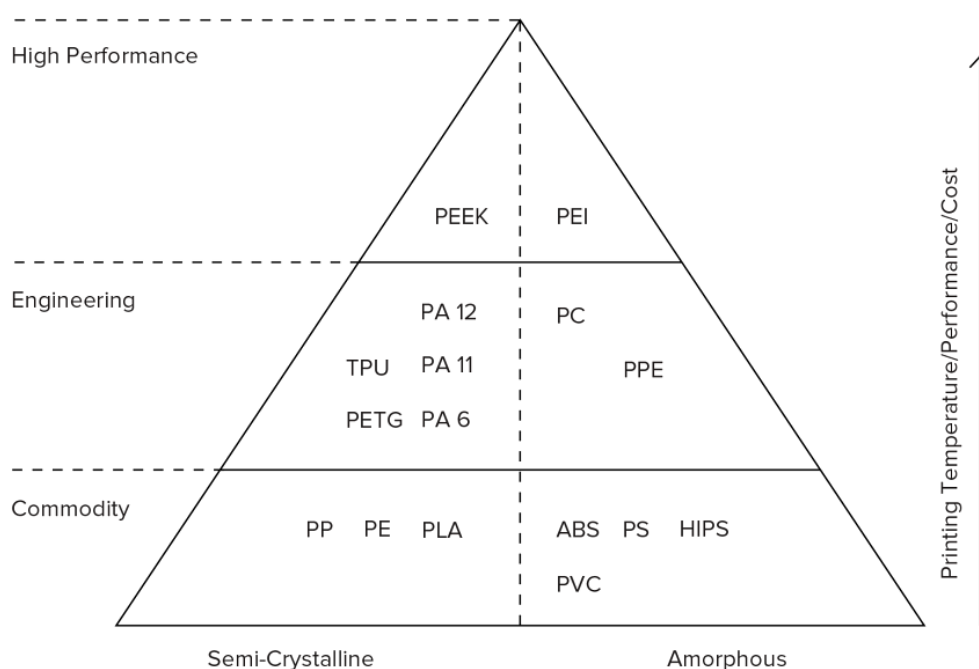 High Performance
PEEK PEI
Engineering
PA 12 PC
TPU PA 11 PPE
PETG PA 6
Commodity
PP PE PLA ABS PS HIPS
PVC
Semi-Crystalline Amorphous
Printing Temperature/Performance/Cost